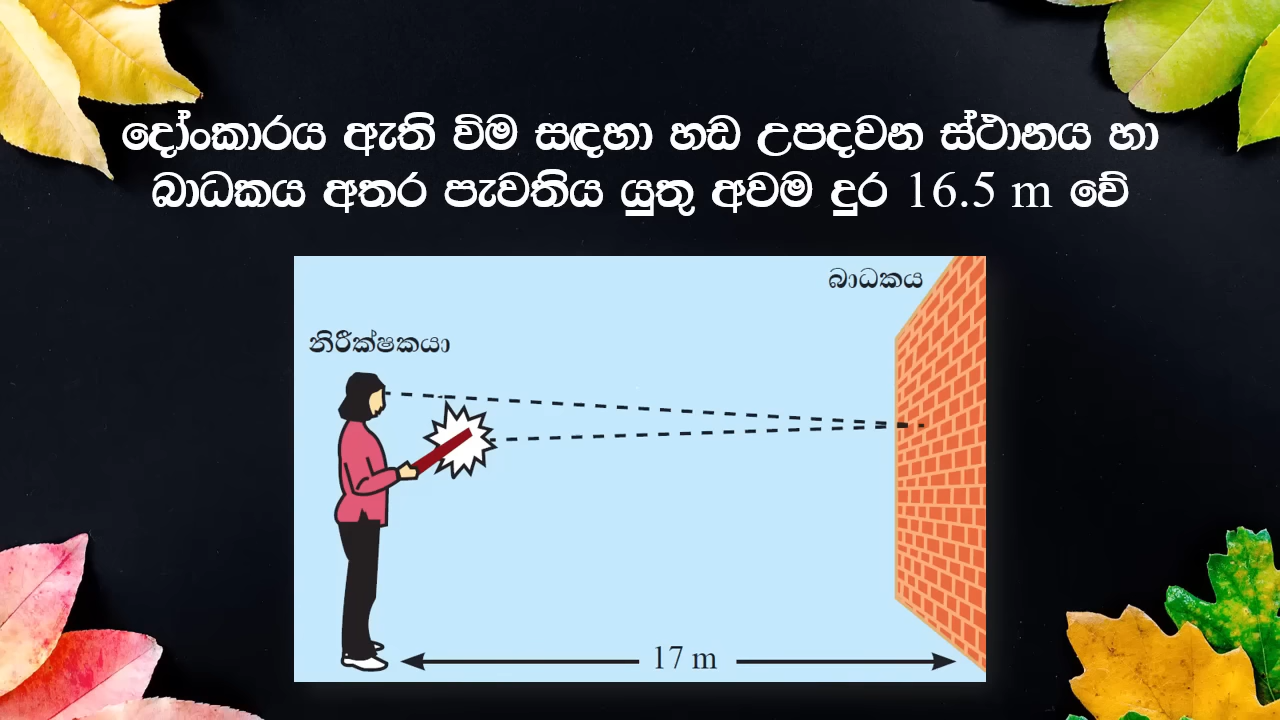 දෝංකාරය ඇති විම සඳහා හඩ උපදවන ස්ථානය හා
බාධකය අතර පැවතිය යුතු අවම දුර 16.5 m වේ
බාධකය
නිරීක්ෂකයා
17 m